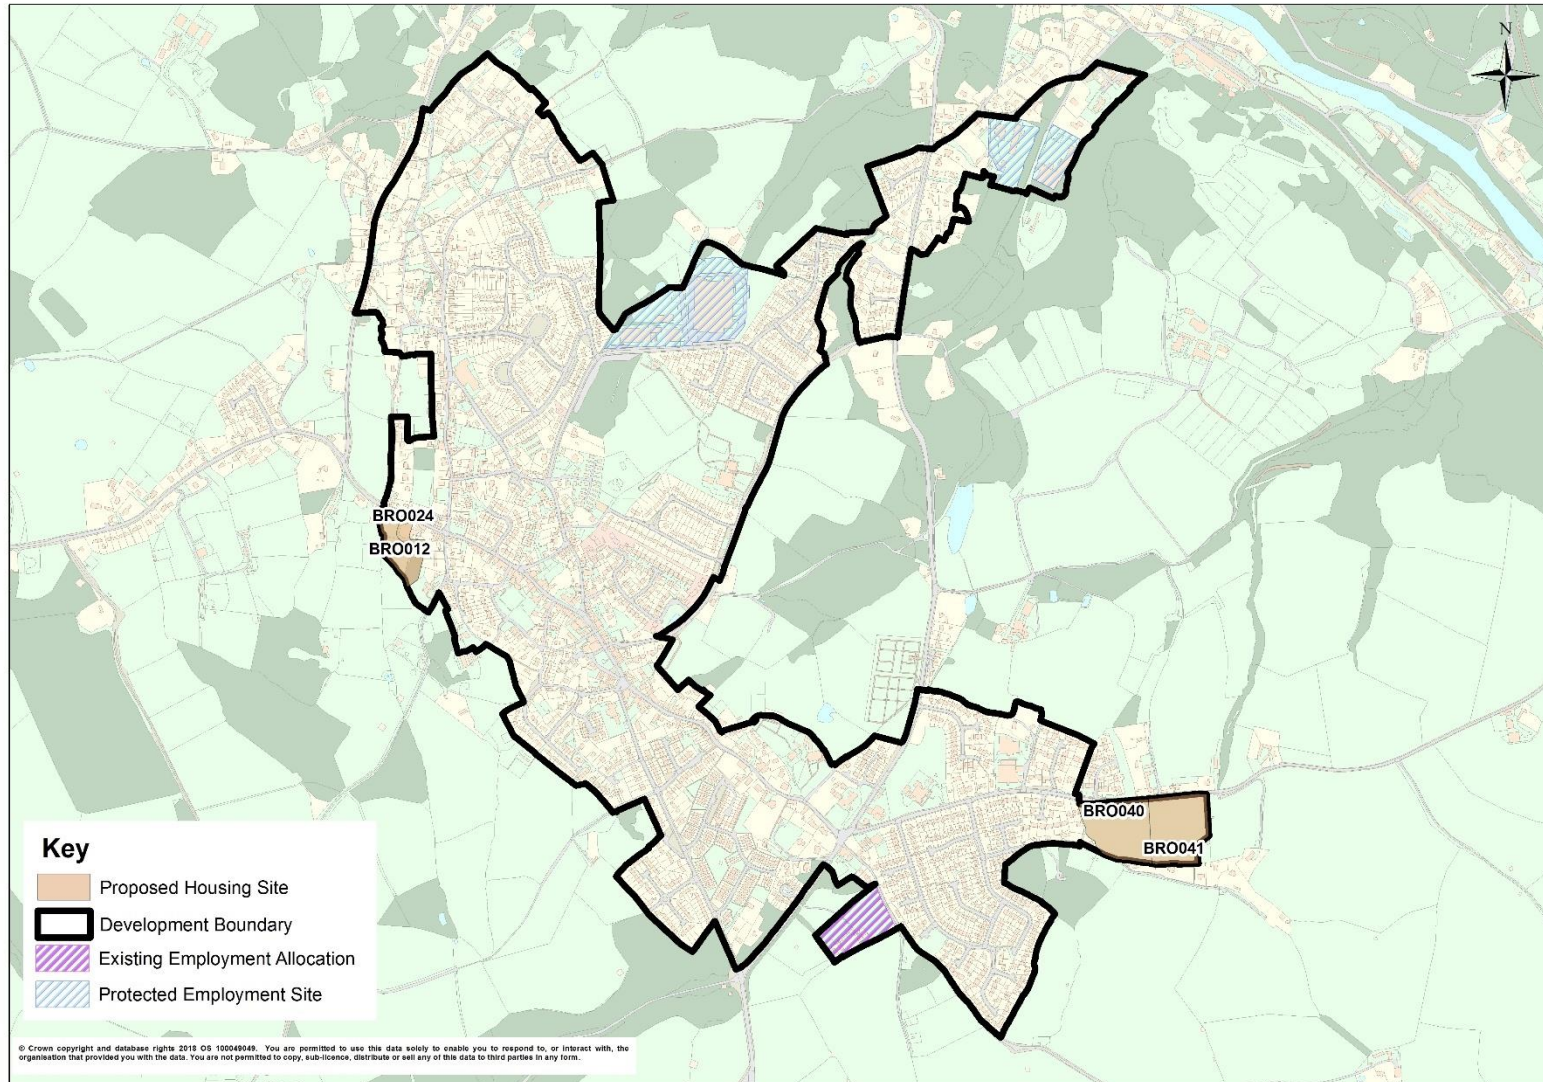 N
BRO024
BRO012
BRO040
BRO041
Key
Proposed Housing Site
Development Boundary
Existing Employment Allocation
Protected Employment Site
© Crown copyright and database rights 2018 OS 100049049. You are permitted to use this data solely to enable you to respond to, or interact with, the
organisation that provided you with the data. You are not permitted to copy, sub-licence, distribute or sell any of this data to third parties in any form.